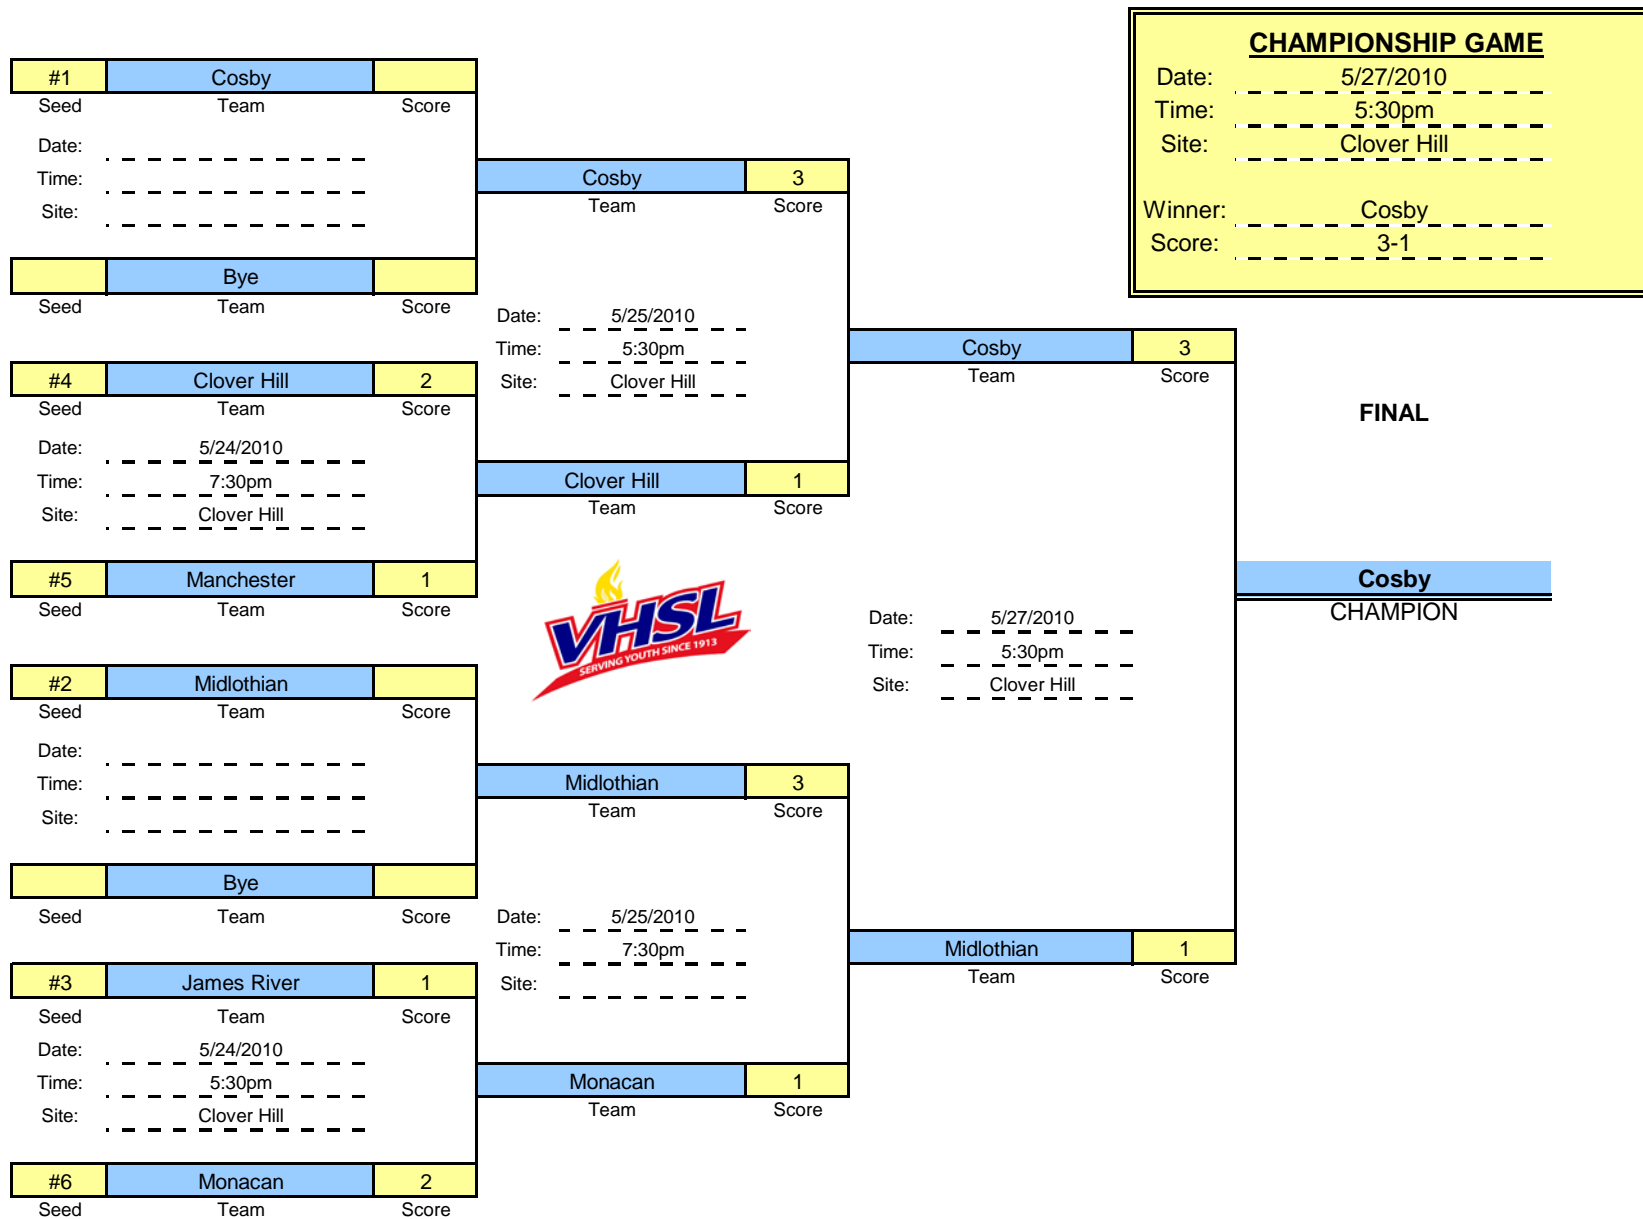 CHAMPIONSHIP GAME
Date: 5/27/2010
Time: 5:30pm
Site: Clover Hill
Winner: Cosby
Score: 3-1
#1 Cosby
Seed Team Score
Date:
Time:
Site:
Bye
Seed Team Score
#4 Clover Hill 2
Seed Team Score
Date: 5/24/2010
Time: 7:30pm
Site: Clover Hill
#5 Manchester 1
Seed Team Score
#2 Midlothian
Seed Team Score
Date:
Time:
Site:
Bye
Seed Team Score
#3 James River 1
Seed Team Score
Date: 5/24/2010
Time: 5:30pm
Site: Clover Hill
#6 Monacan 2
Seed Team Score
Cosby 3
Team Score
Date: 5/25/2010
Time: 5:30pm
Site: Clover Hill
Clover Hill 1
Team Score
VHSL
SERVING YOUTH SINCE 1913
Midlothian 3
Team Score
Date: 5/25/2010
Time: 7:30pm
Site:
Monacan 1
Team Score
Cosby 3
Team Score
Date: 5/27/2010
Time: 5:30pm
Site: Clover Hill
Midlothian 1
Team Score
FINAL
Cosby
CHAMPION